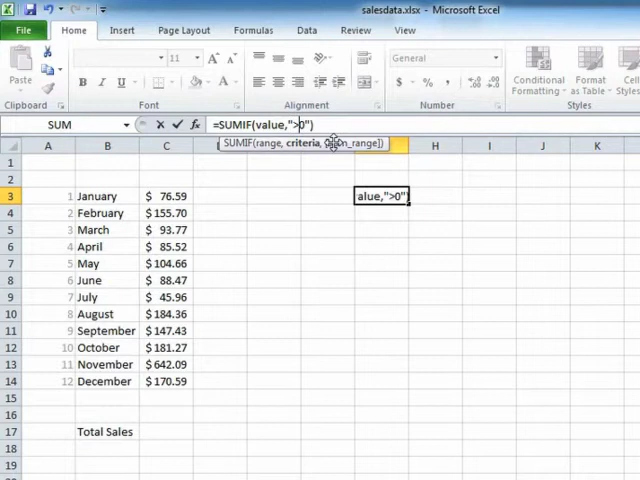 salesdata.xlsx - Microsoft Excel
File Home Insert Page Layout Formulas Data Review View
Paste
Clipboard
11 A A
B I U
Font
Alignment
General
$ % ,
Number
Conditional Formatting
Format as Table
Cell Styles
Styles
SUM =SUMIF(value,">0")
SUMIF(range, criteria,
A B C H I J K
1
2
3 1 January $ 76.59 alue,">0")
4 2 February $155.70
5 3 March $ 93.77
6 4 April $ 85.52
7 5 May $104.66
8 6 June $ 88.47
9 7 July $ 45.96
10 8 August $184.36
11 9 September $147.43
12 10 October $181.27
13 11 November $642.09
14 12 December $170.59
15
16
17 Total Sales
18
19